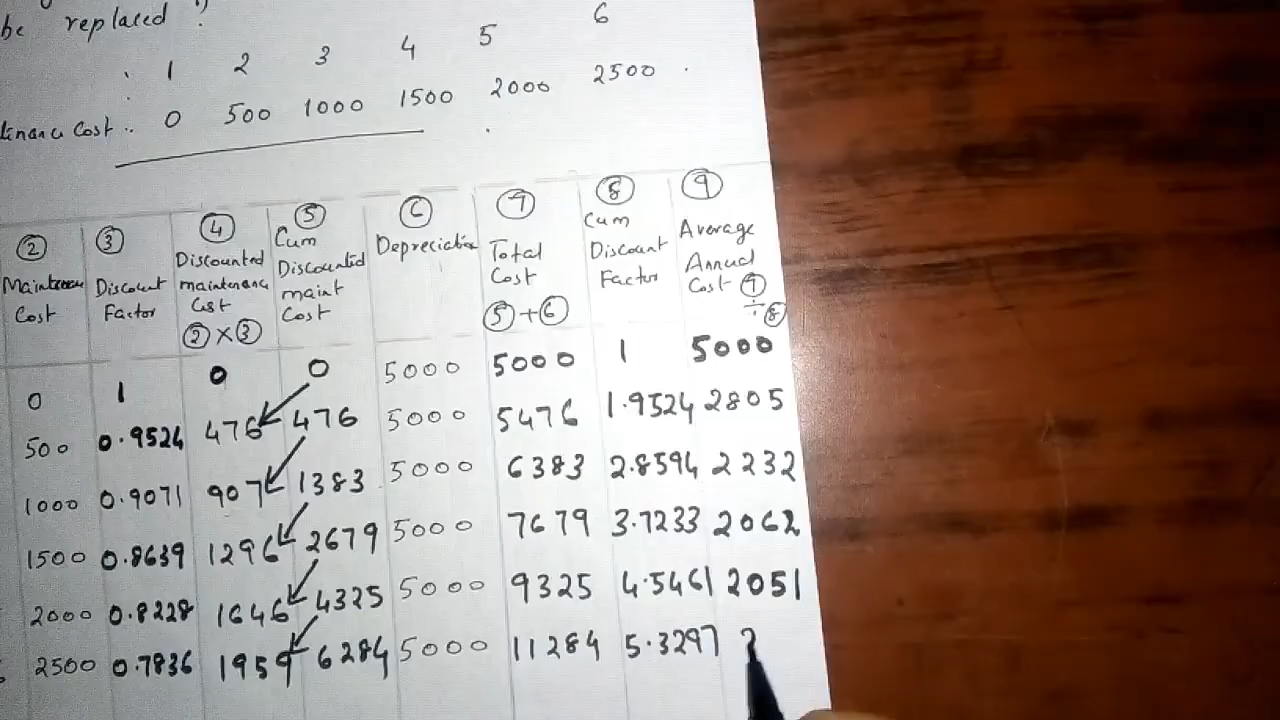 be replaced ?
: 1 2 3 4 5 6
Cost : 0 500 1000 1500 2000 2500
② ③ ④ ⑤ ⑥ ⑦ ⑧ ⑨
Maintenance Cost
Discount Factor
Discounted maintenance Cost ② × ③
Cum Discounted maint Cost
Depreciation
Total Cost ⑤ + ⑥
Cum Discount Factor
Average Annual Cost ⑦ ÷ ⑧
0 1 0 0 5000 5000 1 5000
500 0.9524 476 476 5000 5476 1.9524 2805
1000 0.9071 907 1383 5000 6383 2.8594 2232
1500 0.8639 1296 2679 5000 7679 3.7233 2062
2000 0.8228 1646 4325 5000 9325 4.5461 2051
2500 0.7836 1959 6284 5000 11284 5.3297 2